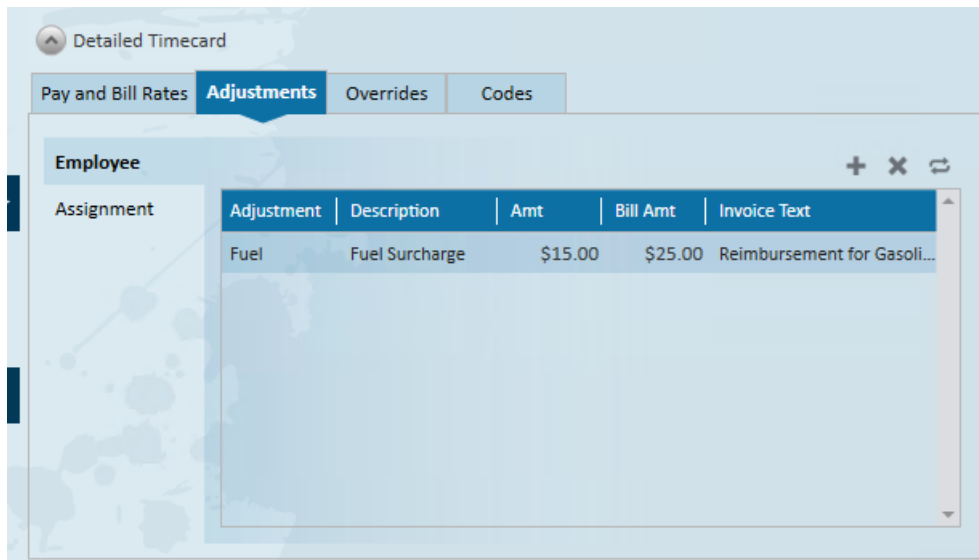 Detailed Timecard
Pay and Bill Rates Adjustments Overrides Codes
Employee
Assignment
Adjustment Description Amt Bill Amt Invoice Text
Fuel Fuel Surcharge $15.00 $25.00 Reimbursement for Gasoli...